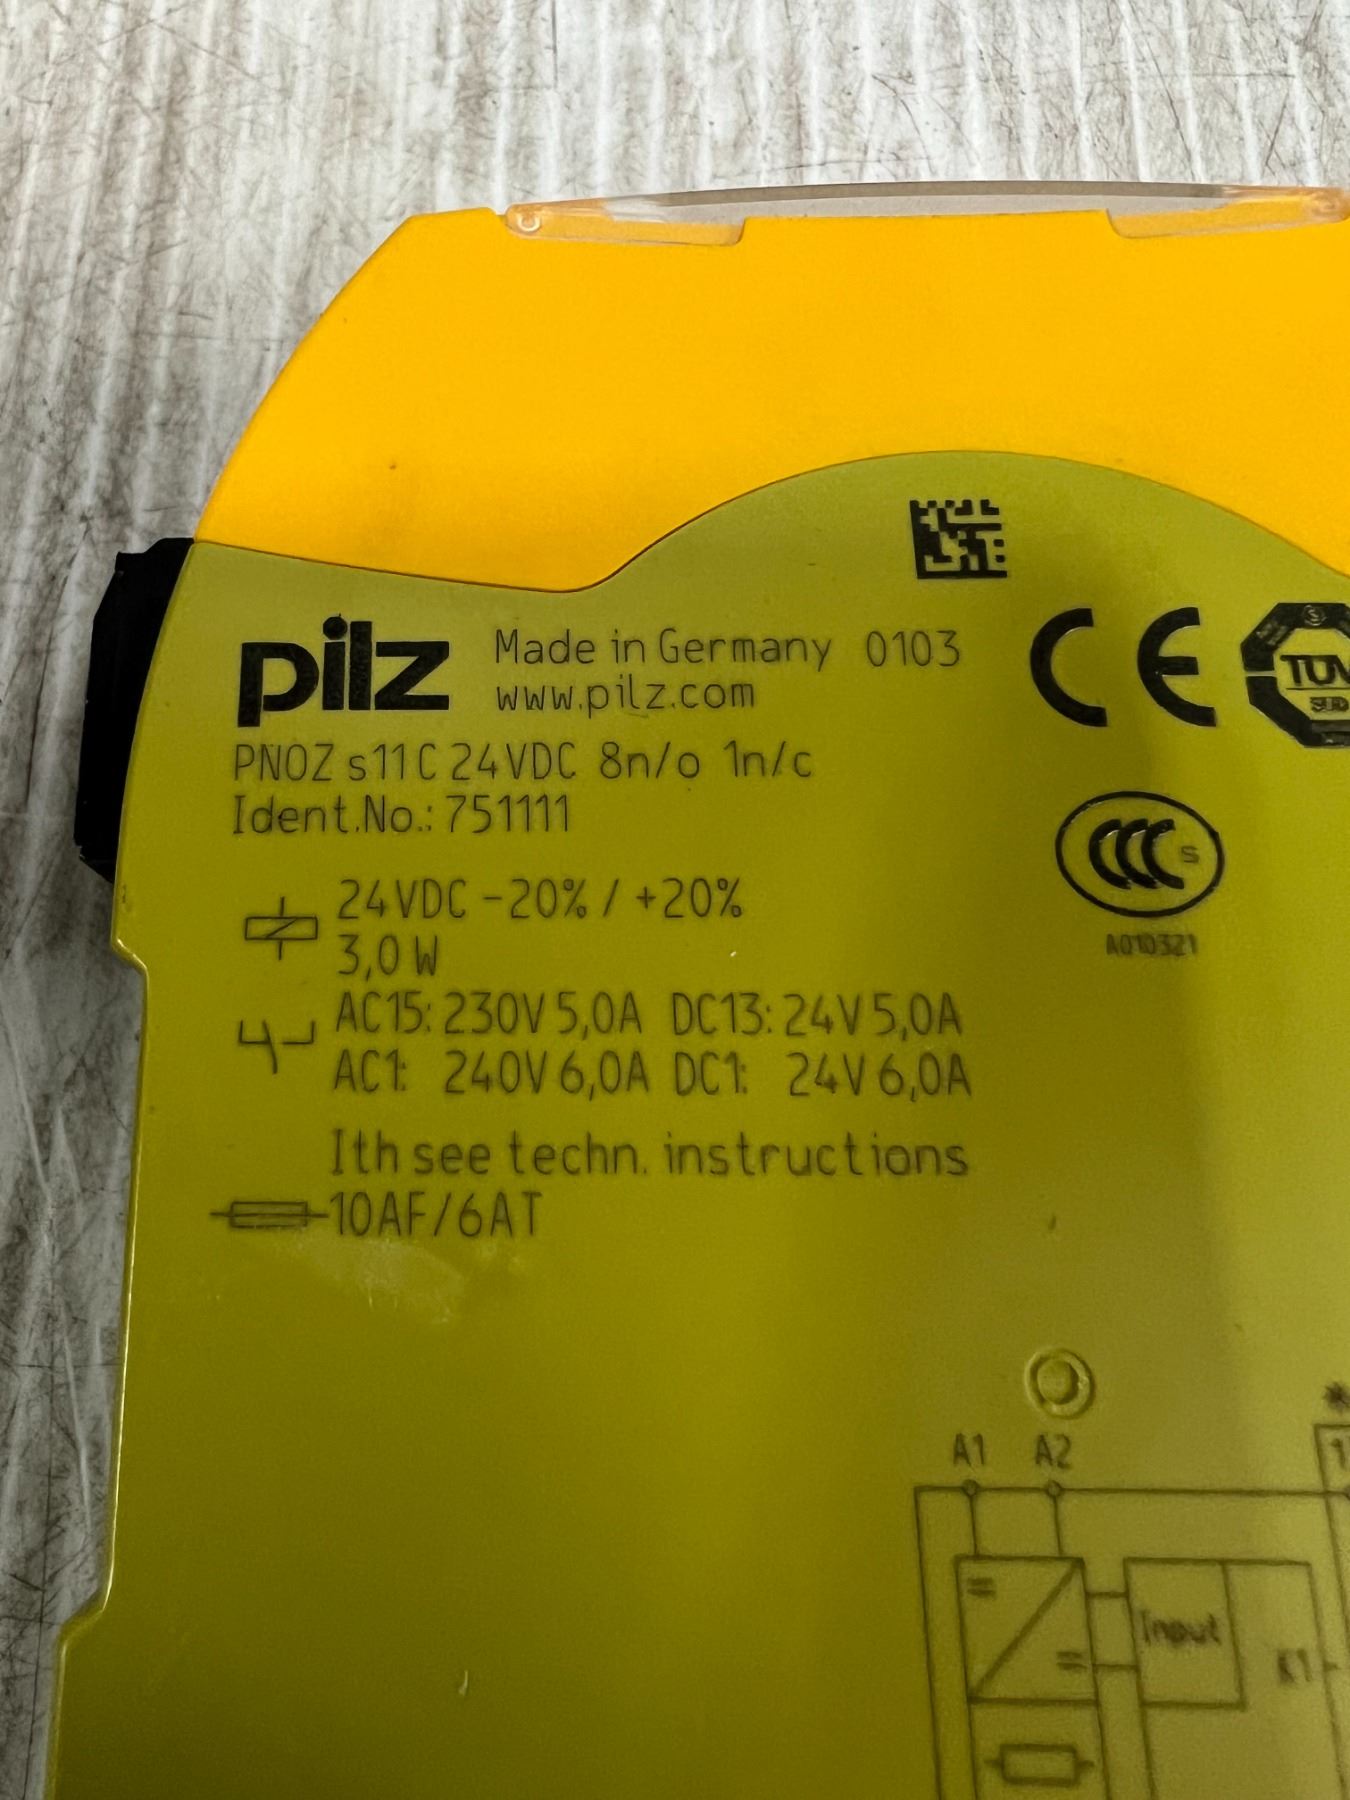 pilz Made in Germany 0103
www.pilz.com
CE
TÜV
SÜD
PNOZ s11 C 24VDC 8n/o 1n/c
Ident.No.: 751111
CCC S
A010321
24VDC -20% / +20%
3,0 W
AC15: 230V 5,0A DC13: 24V 5,0A
AC1: 240V 6,0A DC1: 24V 6,0A
Ith see techn. instructions
10AF/6AT
*
A1 A2 1
Input
K1